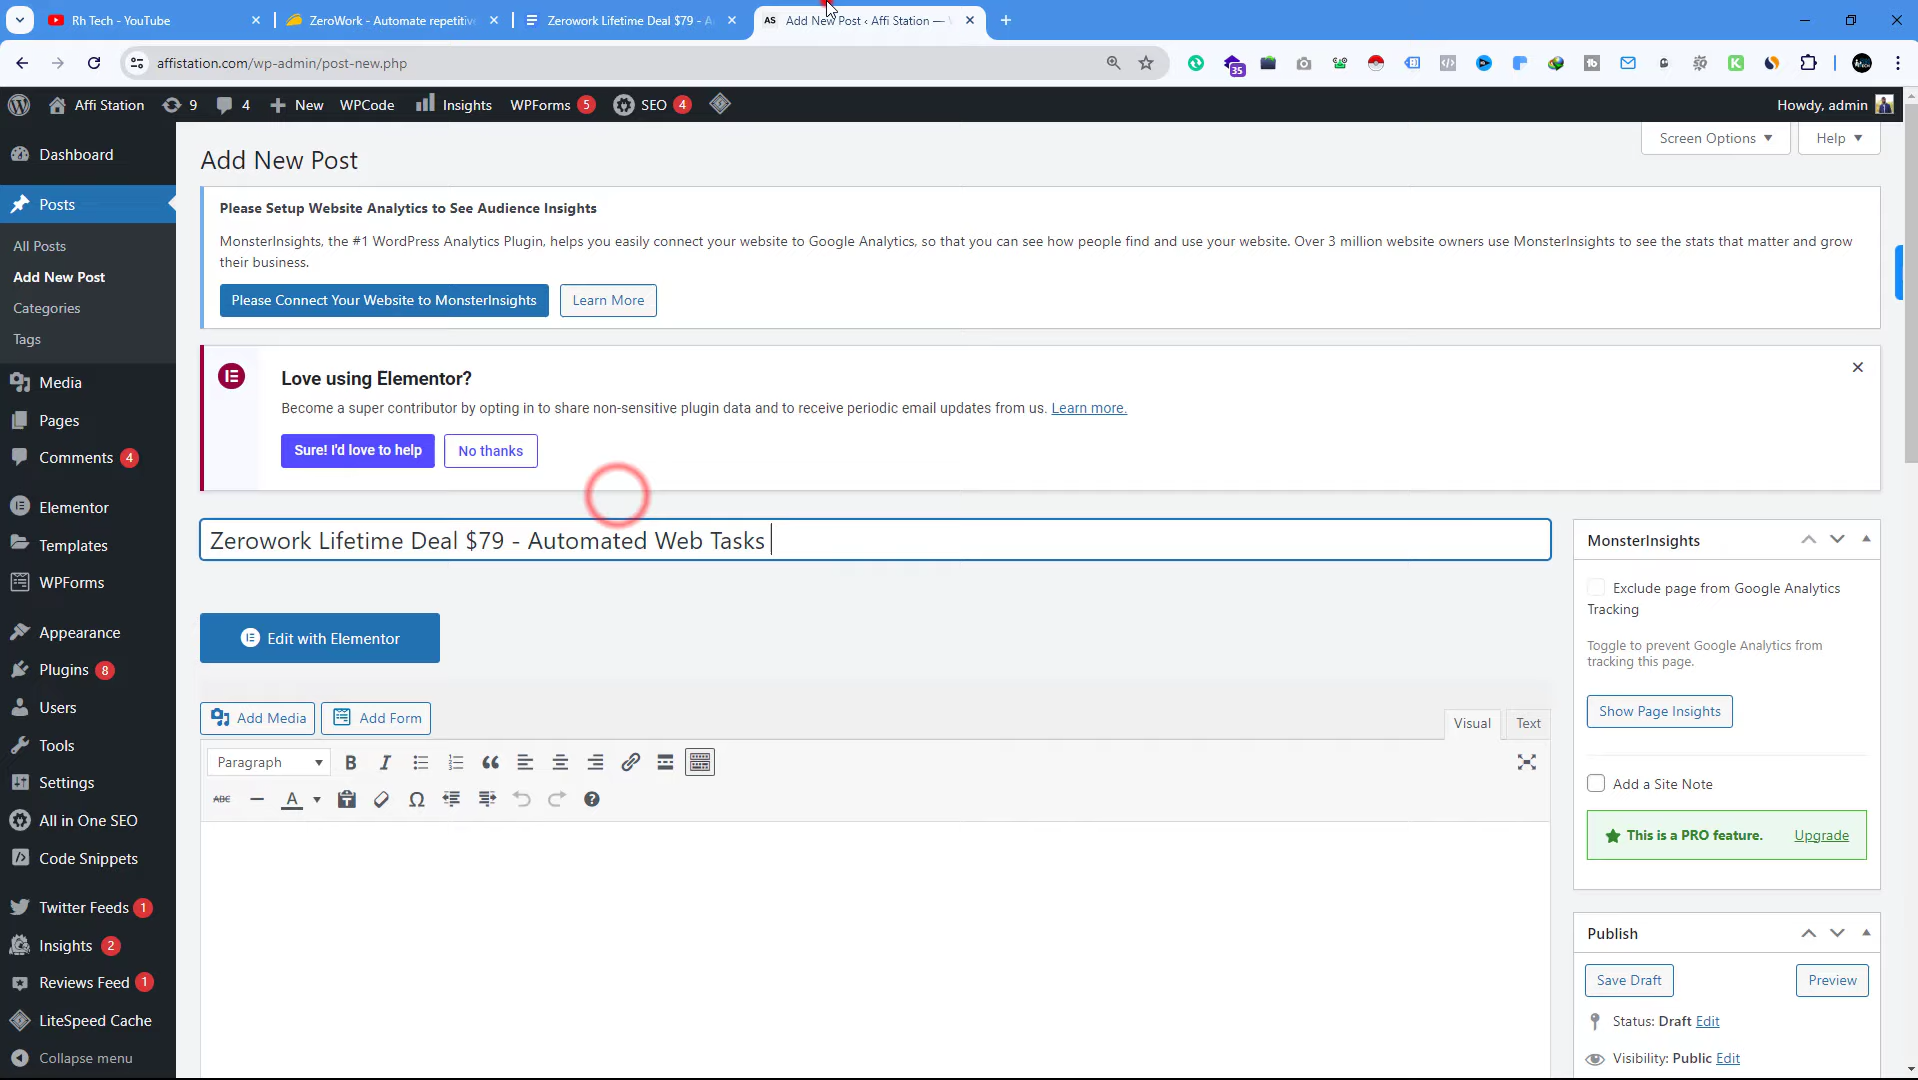 Rh Tech - YouTube
ZeroWork - Automate repetitiv
Zerowork Lifetime Deal $79 - A
AS Add New Post ‹ Affi Station —
affistation.com/wp-admin/post-new.php
35
Affi Station 9 4 New WPCode Insights WPForms 5 SEO 4
Howdy, admin
Dashboard
Posts
All Posts
Add New Post
Categories
Tags
Media
Pages
Comments 4
Elementor
Templates
WPForms
Appearance
Plugins 8
Users
Tools
Settings
All in One SEO
Code Snippets
Twitter Feeds 1
Insights 2
Reviews Feed 1
LiteSpeed Cache
Collapse menu
Screen Options
Help
Add New Post
Please Setup Website Analytics to See Audience Insights
MonsterInsights, the #1 WordPress Analytics Plugin, helps you easily connect your website to Google Analytics, so that you can see how people find and use your website. Over 3 million website owners use MonsterInsights to see the stats that matter and grow
their business.
Please Connect Your Website to MonsterInsights
Learn More
Love using Elementor?
Become a super contributor by opting in to share non-sensitive plugin data and to receive periodic email updates from us. Learn more.
Sure! I'd love to help
No thanks
Zerowork Lifetime Deal $79 - Automated Web Tasks
Edit with Elementor
Add Media
Add Form
Visual
Text
Paragraph
B I
ABC A
MonsterInsights
Exclude page from Google Analytics
Tracking
Toggle to prevent Google Analytics from
tracking this page.
Show Page Insights
Add a Site Note
This is a PRO feature. Upgrade
Publish
Save Draft
Preview
Status: Draft Edit
Visibility: Public Edit